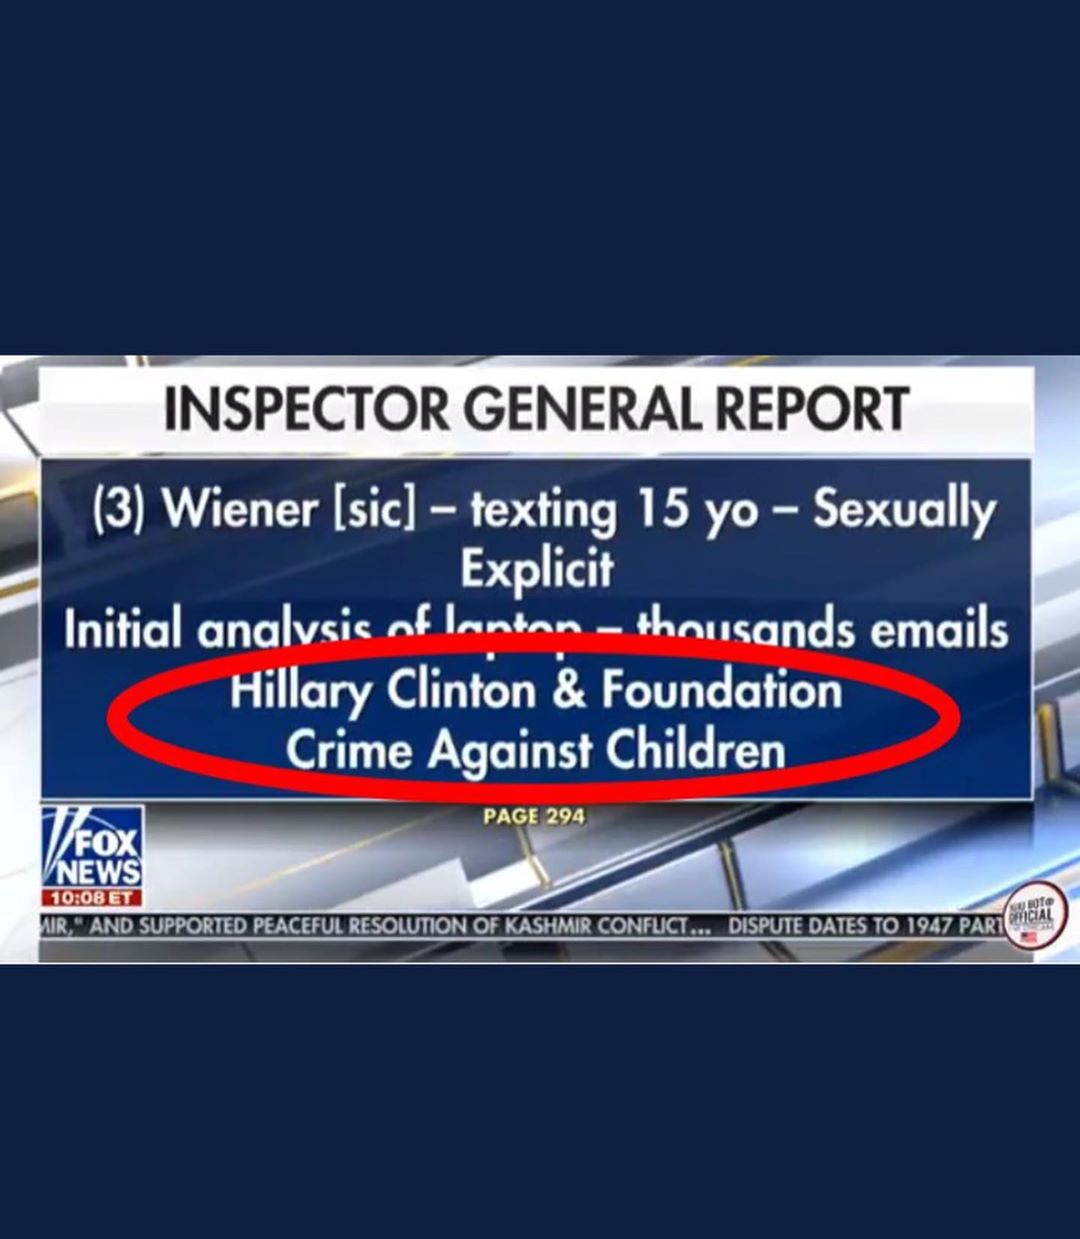 INSPECTOR GENERAL REPORT
(3) Wiener [sic] – texting 15 yo – Sexually
Explicit
Initial analysis of laptop – thousands emails
Hillary Clinton & Foundation
Crime Against Children
PAGE 294
FOX
NEWS
10:08 ET
MIR," AND SUPPORTED PEACEFUL RESOLUTION OF KASHMIR CONFLICT... DISPUTE DATES TO 1947 PART
OFFICIAL